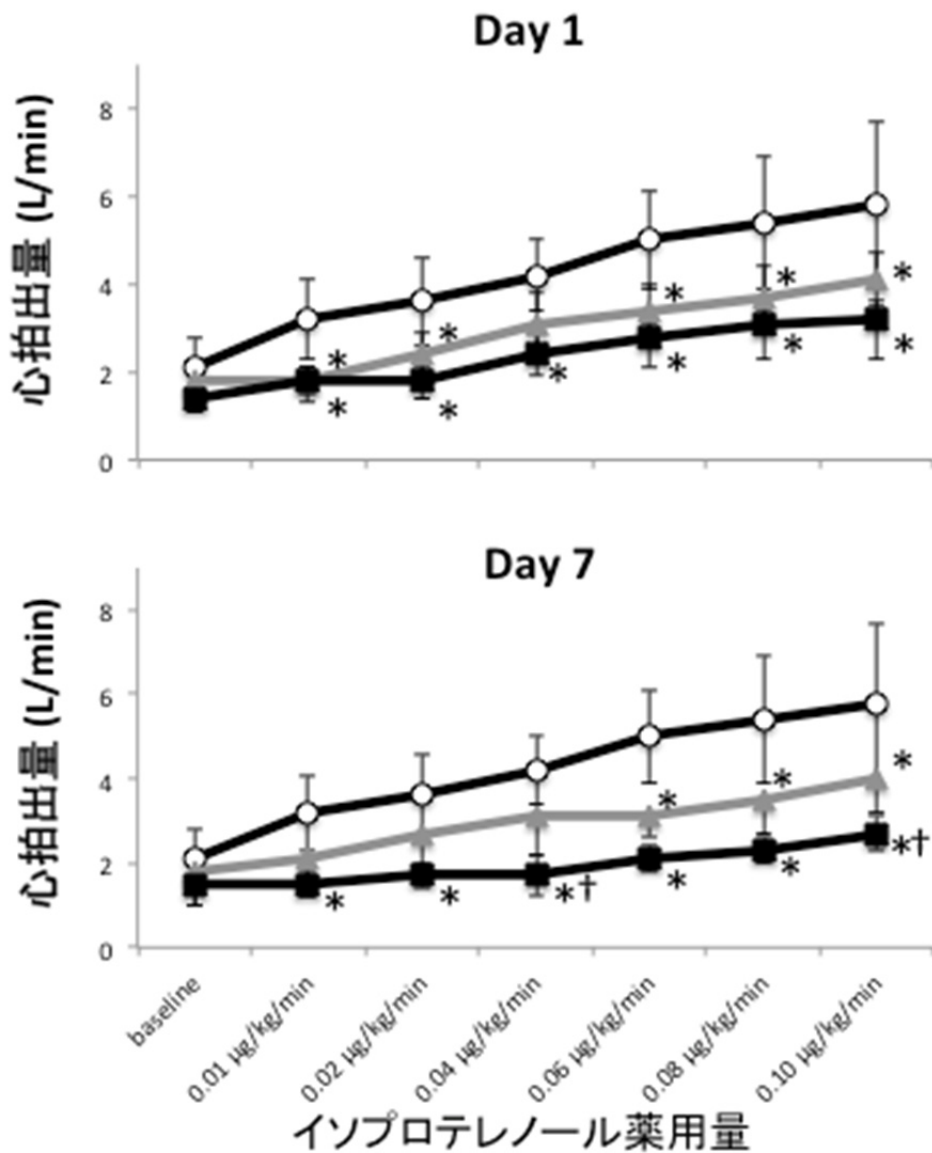 Day 1
心拍出量 (L/min)
8
6
4
2
0
*
*
*
*
*
*
*
*
*
*
*
Day 7
心拍出量 (L/min)
8
6
4
2
0
*
*
*
*
*
*†
*
*
*†
baseline
0.01 µg/kg/min
0.02 µg/kg/min
0.04 µg/kg/min
0.06 µg/kg/min
0.08 µg/kg/min
0.10 µg/kg/min
イソプロテレノール薬用量